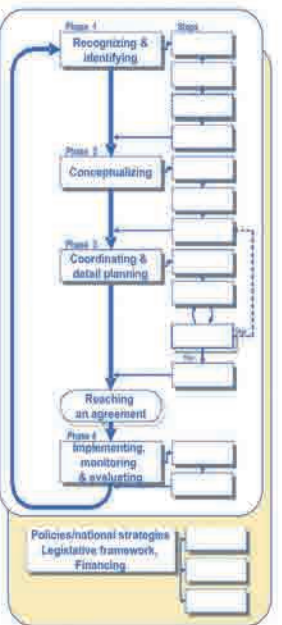 Phase 1
Steps
Recognizing &
identifying
Phase 2
Conceptualizing
Phase 3
Coordinating &
detail planning
Reaching
an agreement
Phase 4
Implementing,
monitoring
& evaluating
Policies/national strategies
Legislative framework,
Financing